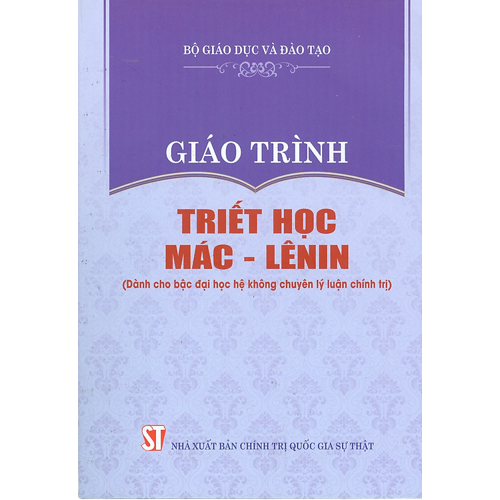 BỘ GIÁO DỤC VÀ ĐÀO TẠO
GIÁO TRÌNH
TRIẾT HỌC
MÁC - LÊNIN
(Dành cho bậc đại học hệ không chuyên lý luận chính trị)
ST
NHÀ XUẤT BẢN CHÍNH TRỊ QUỐC GIA SỰ THẬT